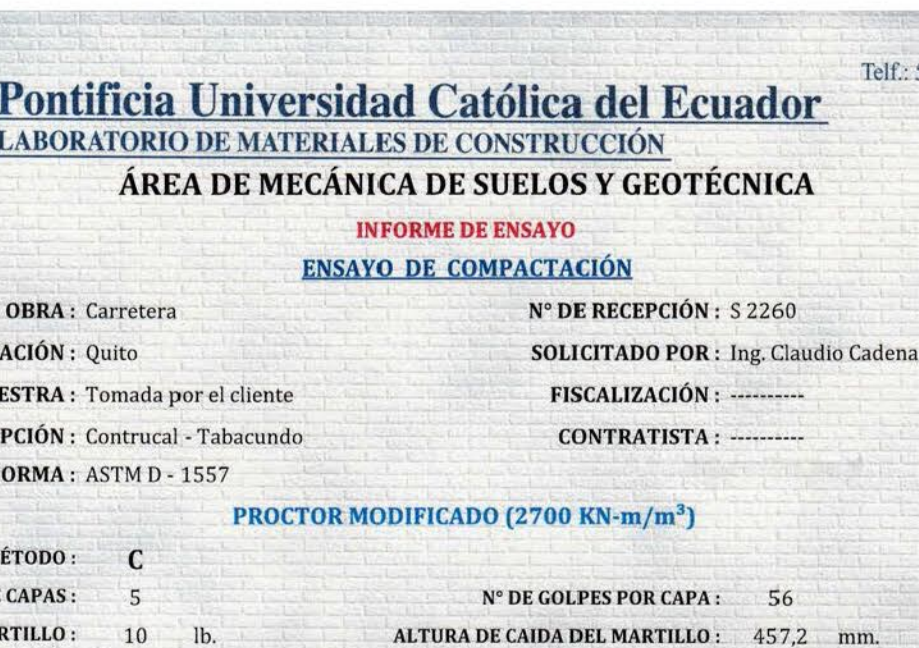 Telf.:
Pontificia Universidad Católica del Ecuador
LABORATORIO DE MATERIALES DE CONSTRUCCIÓN
ÁREA DE MECÁNICA DE SUELOS Y GEOTÉCNICA
INFORME DE ENSAYO
ENSAYO DE COMPACTACIÓN
OBRA : Carretera N° DE RECEPCIÓN : S 2260
ACIÓN : Quito SOLICITADO POR : Ing. Claudio Cadena
ESTRA : Tomada por el cliente FISCALIZACIÓN : ----------
PCIÓN : Contrucal - Tabacundo CONTRATISTA : ----------
ORMA : ASTM D - 1557
PROCTOR MODIFICADO (2700 KN-m/m³)
ÉTODO : C
CAPAS : 5 N° DE GOLPES POR CAPA : 56
RTILLO : 10 lb. ALTURA DE CAIDA DEL MARTILLO : 457,2 mm.